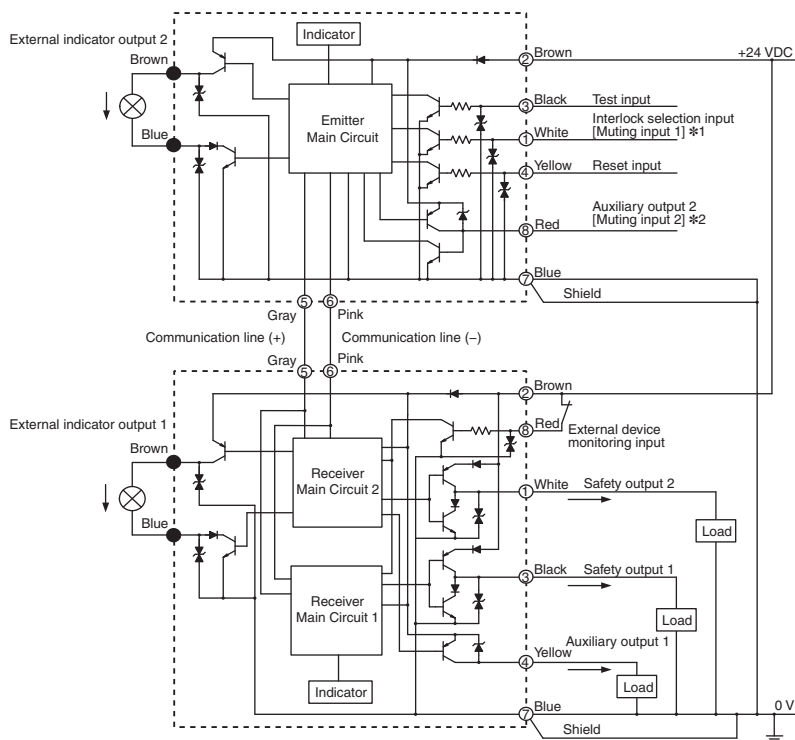 External indicator output 2
Indicator
Brown
② Brown
+24 VDC
Emitter
Main Circuit
③ Black Test input
Interlock selection input
① White [Muting input 1] ✱1
Blue
④ Yellow Reset input
Auxiliary output 2
⑧ Red [Muting input 2] ✱2
⑦ Blue
Shield
⑤ ⑥
Gray Pink
Communication line (+) Communication line (−)
Gray Pink
⑤ ⑥
② Brown
External indicator output 1
⑧ Red
External device
monitoring input
Brown
Receiver
Main Circuit 2
① White Safety output 2
Blue
Load
③ Black Safety output 1
Receiver
Main Circuit 1
Load
Auxiliary output 1
④ Yellow
Indicator
Load
⑦ Blue
0 V
Shield